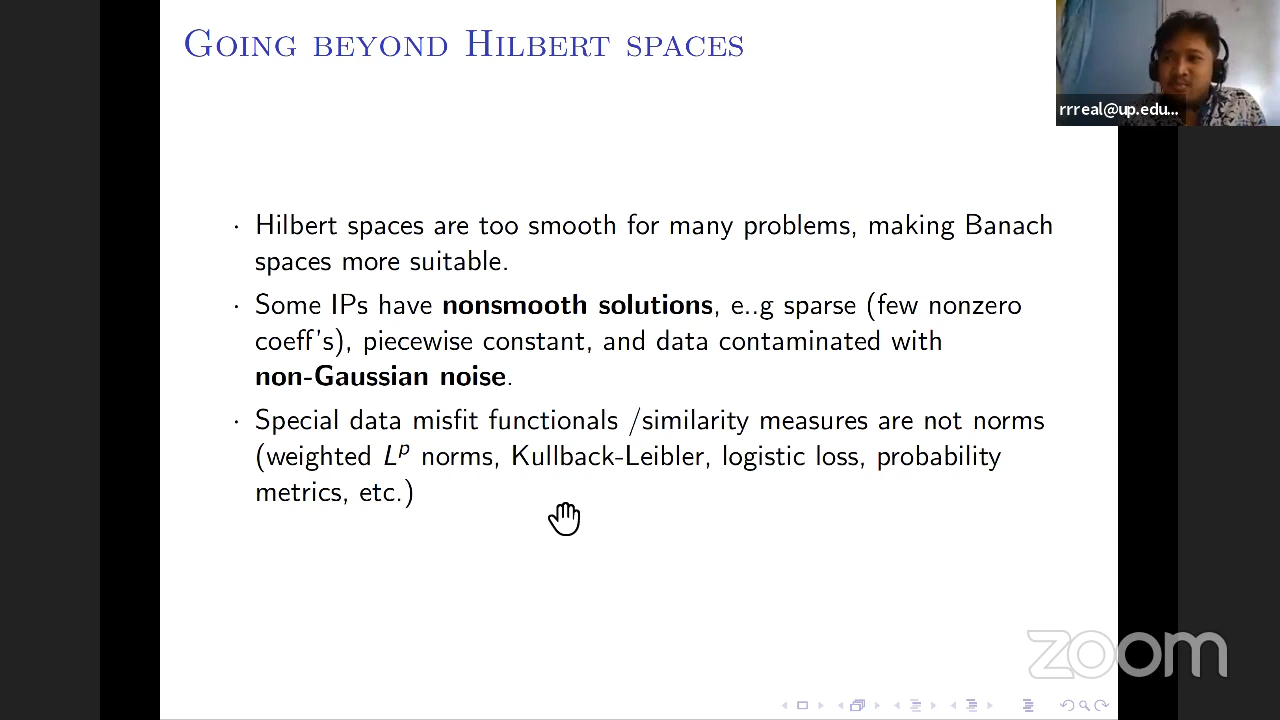 GOING BEYOND HILBERT SPACES
rrreal@up.edu...
· Hilbert spaces are too smooth for many problems, making Banach
spaces more suitable.
· Some IPs have nonsmooth solutions, e..g sparse (few nonzero
coeff's), piecewise constant, and data contaminated with
non-Gaussian noise.
· Special data misfit functionals /similarity measures are not norms
(weighted Lᵖ norms, Kullback-Leibler, logistic loss, probability
metrics, etc.)
zoom